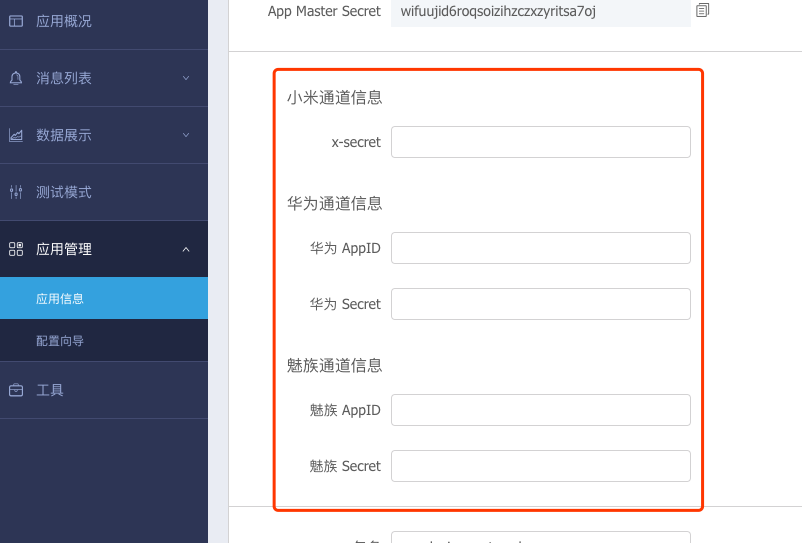 应用概况
消息列表
数据展示
测试模式
应用管理
应用信息
配置向导
工具
App Master Secret wifuujid6roqsoizihzczxzyritsa7oj
小米通道信息
x-secret
华为通道信息
华为 AppID
华为 Secret
魅族通道信息
魅族 AppID
魅族 Secret